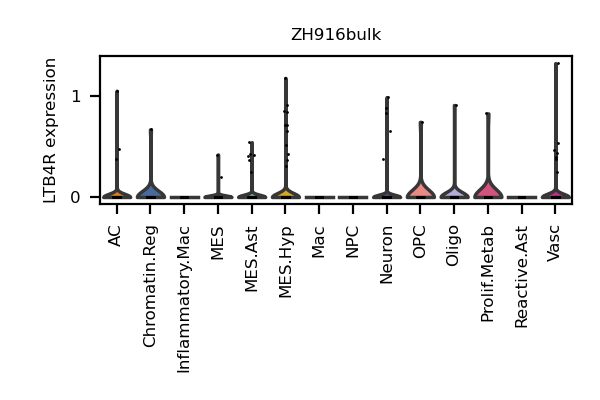 ZH916bulk
LTB4R expression
1
0
AC
Chromatin.Reg
Inflammatory.Mac
MES
MES.Ast
MES.Hyp
Mac
NPC
Neuron
OPC
Oligo
Prolif.Metab
Reactive.Ast
Vasc